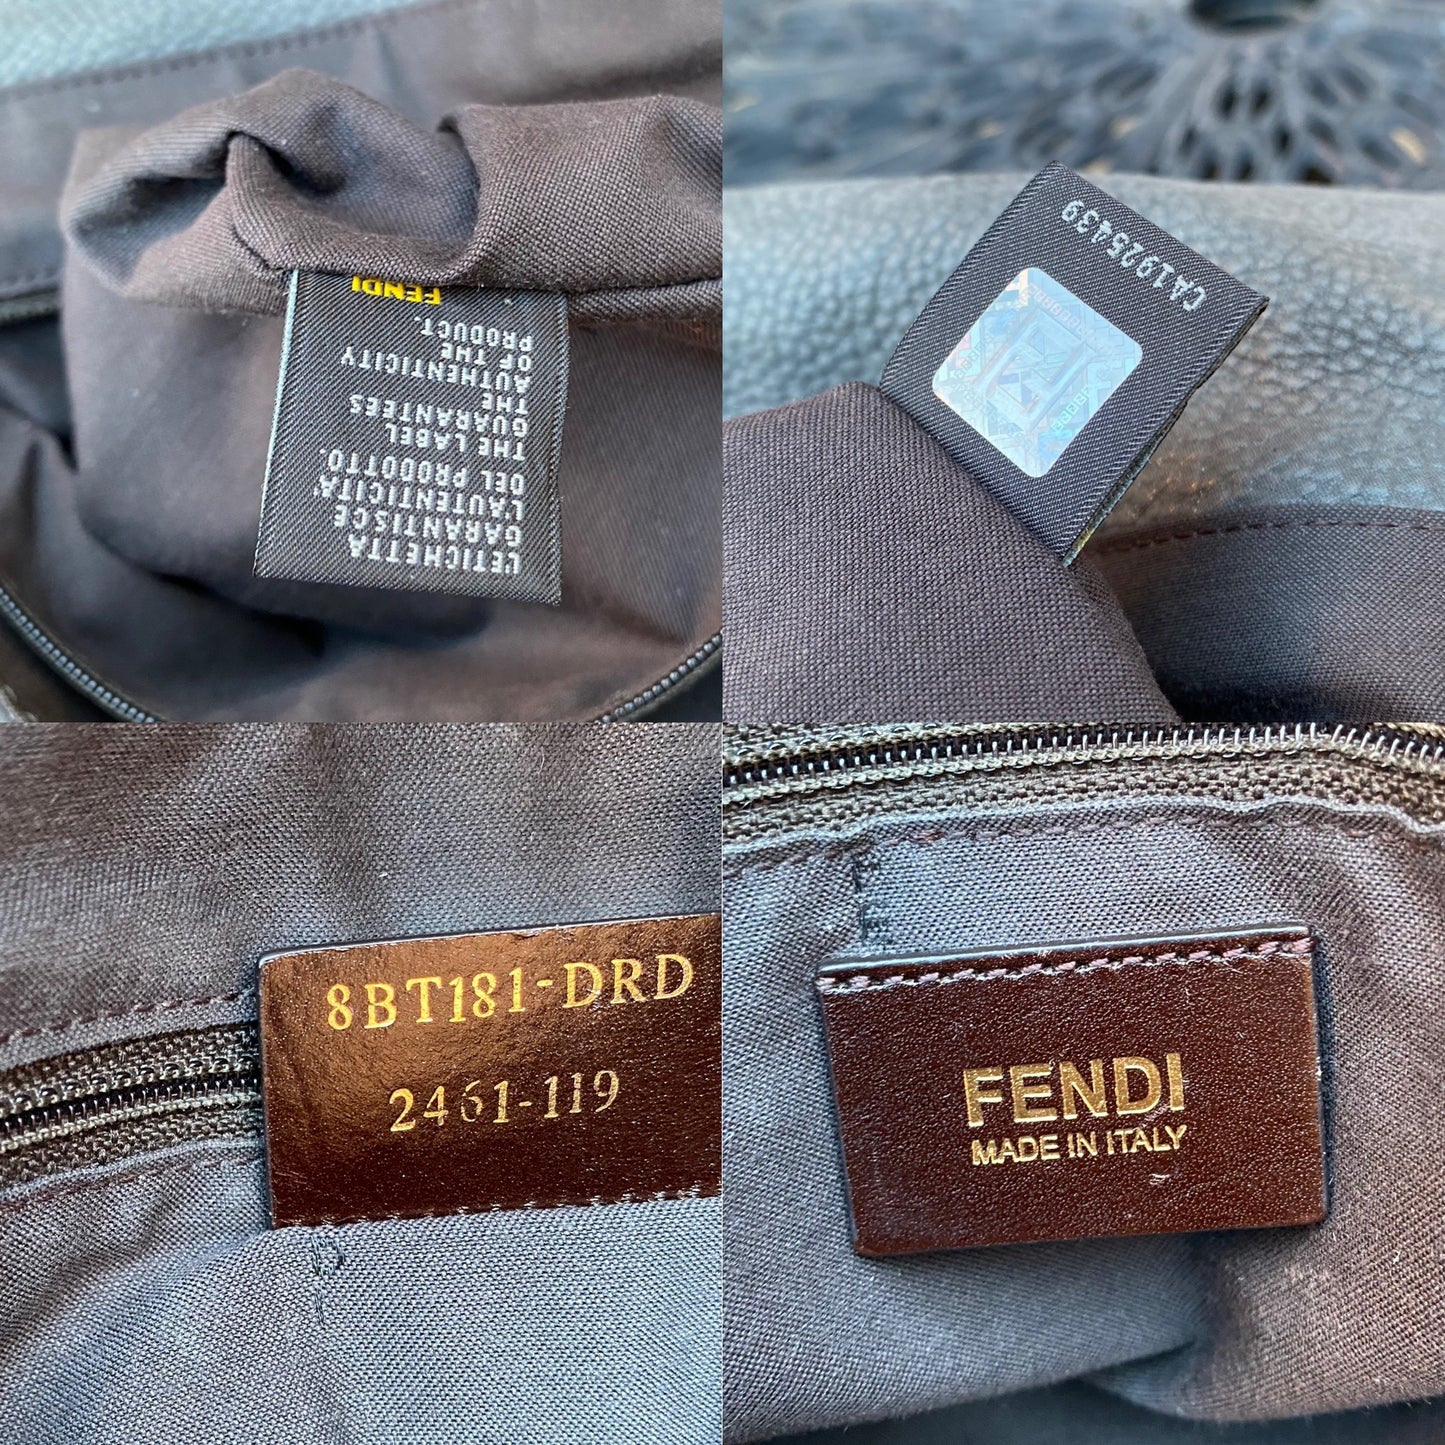 L'ETICHETTA
GARANTISCE
L'AUTENTICITA'
DEL PRODOTTO.
THE LABEL
GUARANTEES
THE
AUTHENTICITY
OF THE
PRODUCT.
FENDI
CA1925439
8BT181-DRD
2461-119
FENDI
MADE IN ITALY